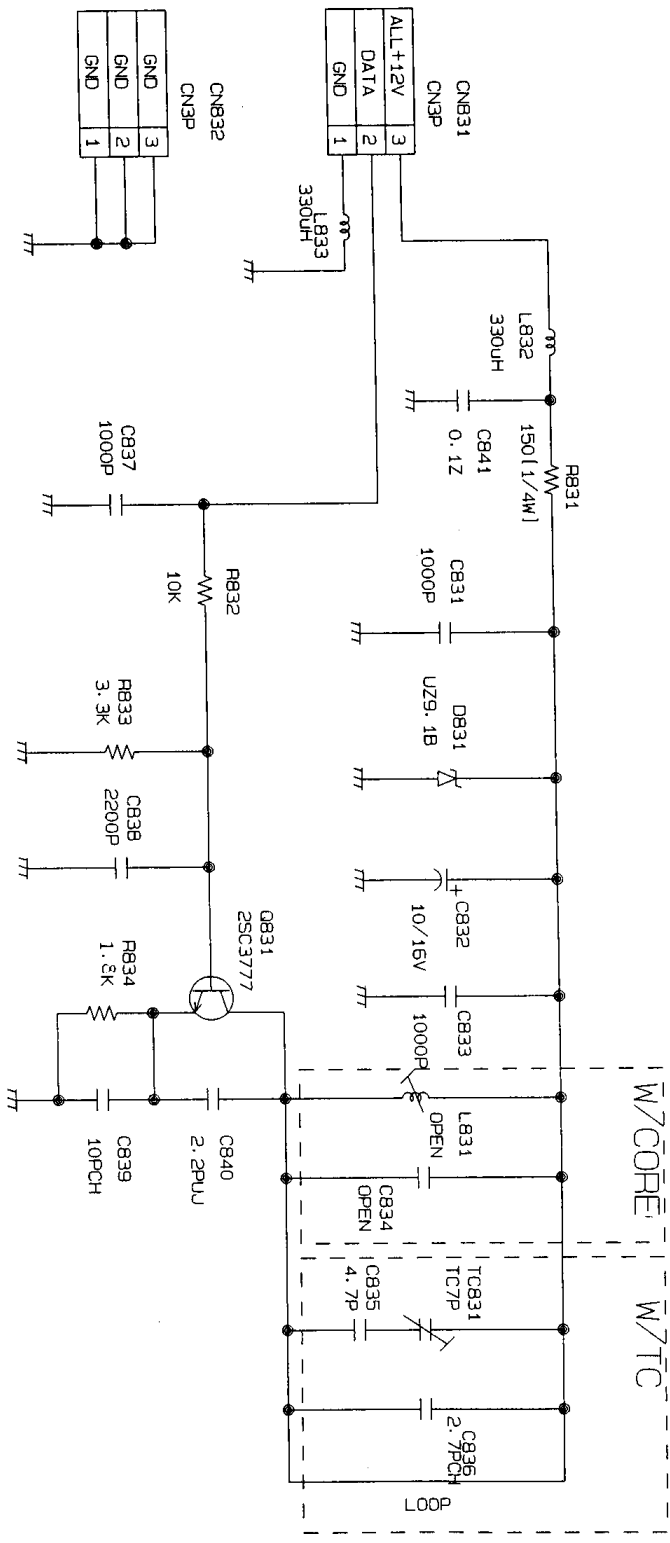 W/CORE
W/TC
CN831
CN3P
ALL+12V
3
DATA
2
GND
1
L832
330uH
R831
150[1/4W]
C841
0.1Z
C831
1000P
D831
UZ9.1B
C832
10/16V
+
C833
1000P
L831
OPEN
C834
OPEN
TC831
TC7P
C835
4.7P
C836
2.7PCH
LOOP
L833
330uH
CN832
CN3P
GND
3
GND
2
GND
1
C837
1000P
R832
10K
R833
3.3K
C838
2200P
Q831
2SC3777
R834
C840
2.2PUJ
C839
10PCH